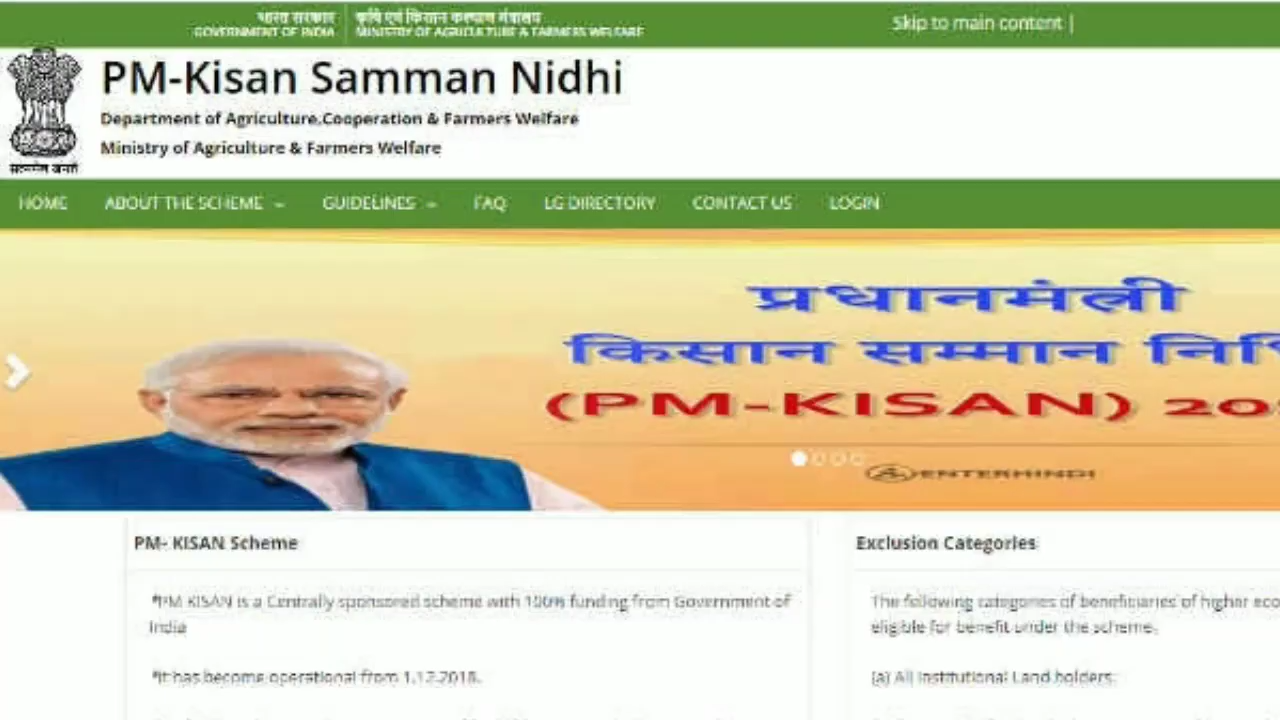 भारत सरकार
GOVERNMENT OF INDIA
कृषि एवं किसान कल्याण मंत्रालय
MINISTRY OF AGRICULTURE & FARMERS WELFARE
Skip to main content |
सत्यमेव जयते
PM-Kisan Samman Nidhi
Department of Agriculture,Cooperation & Farmers Welfare
Ministry of Agriculture & Farmers Welfare
HOME ABOUT THE SCHEME GUIDELINES FAQ LG DIRECTORY CONTACT US LOGIN
प्रधानमंत्री
किसान सम्मान
(PM-KISAN)
ENTERHINDI
PM- KISAN Scheme
*PM KISAN is a Centrally sponsored scheme with 100% funding from Government of
India
*It has become operational from 1.12.2018.
Exclusion Categories
The following categories of beneficiaries of higher
eligible for benefit under the scheme.
(a) All Institutional Land holders.